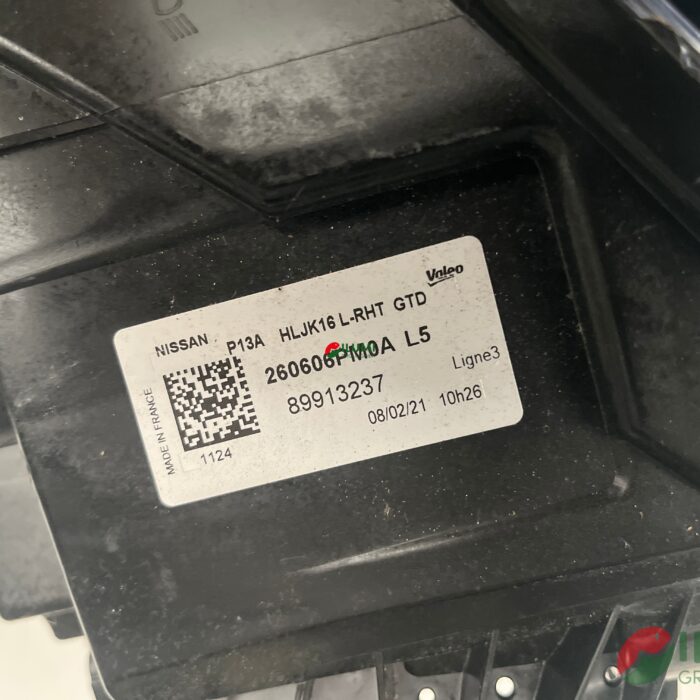 Valeo
NISSAN P13A HLJK16 L-RHT GTD
260606PM0A L5
89913237 Ligne3
08/02/21 10h26
MADE IN FRANCE
1124